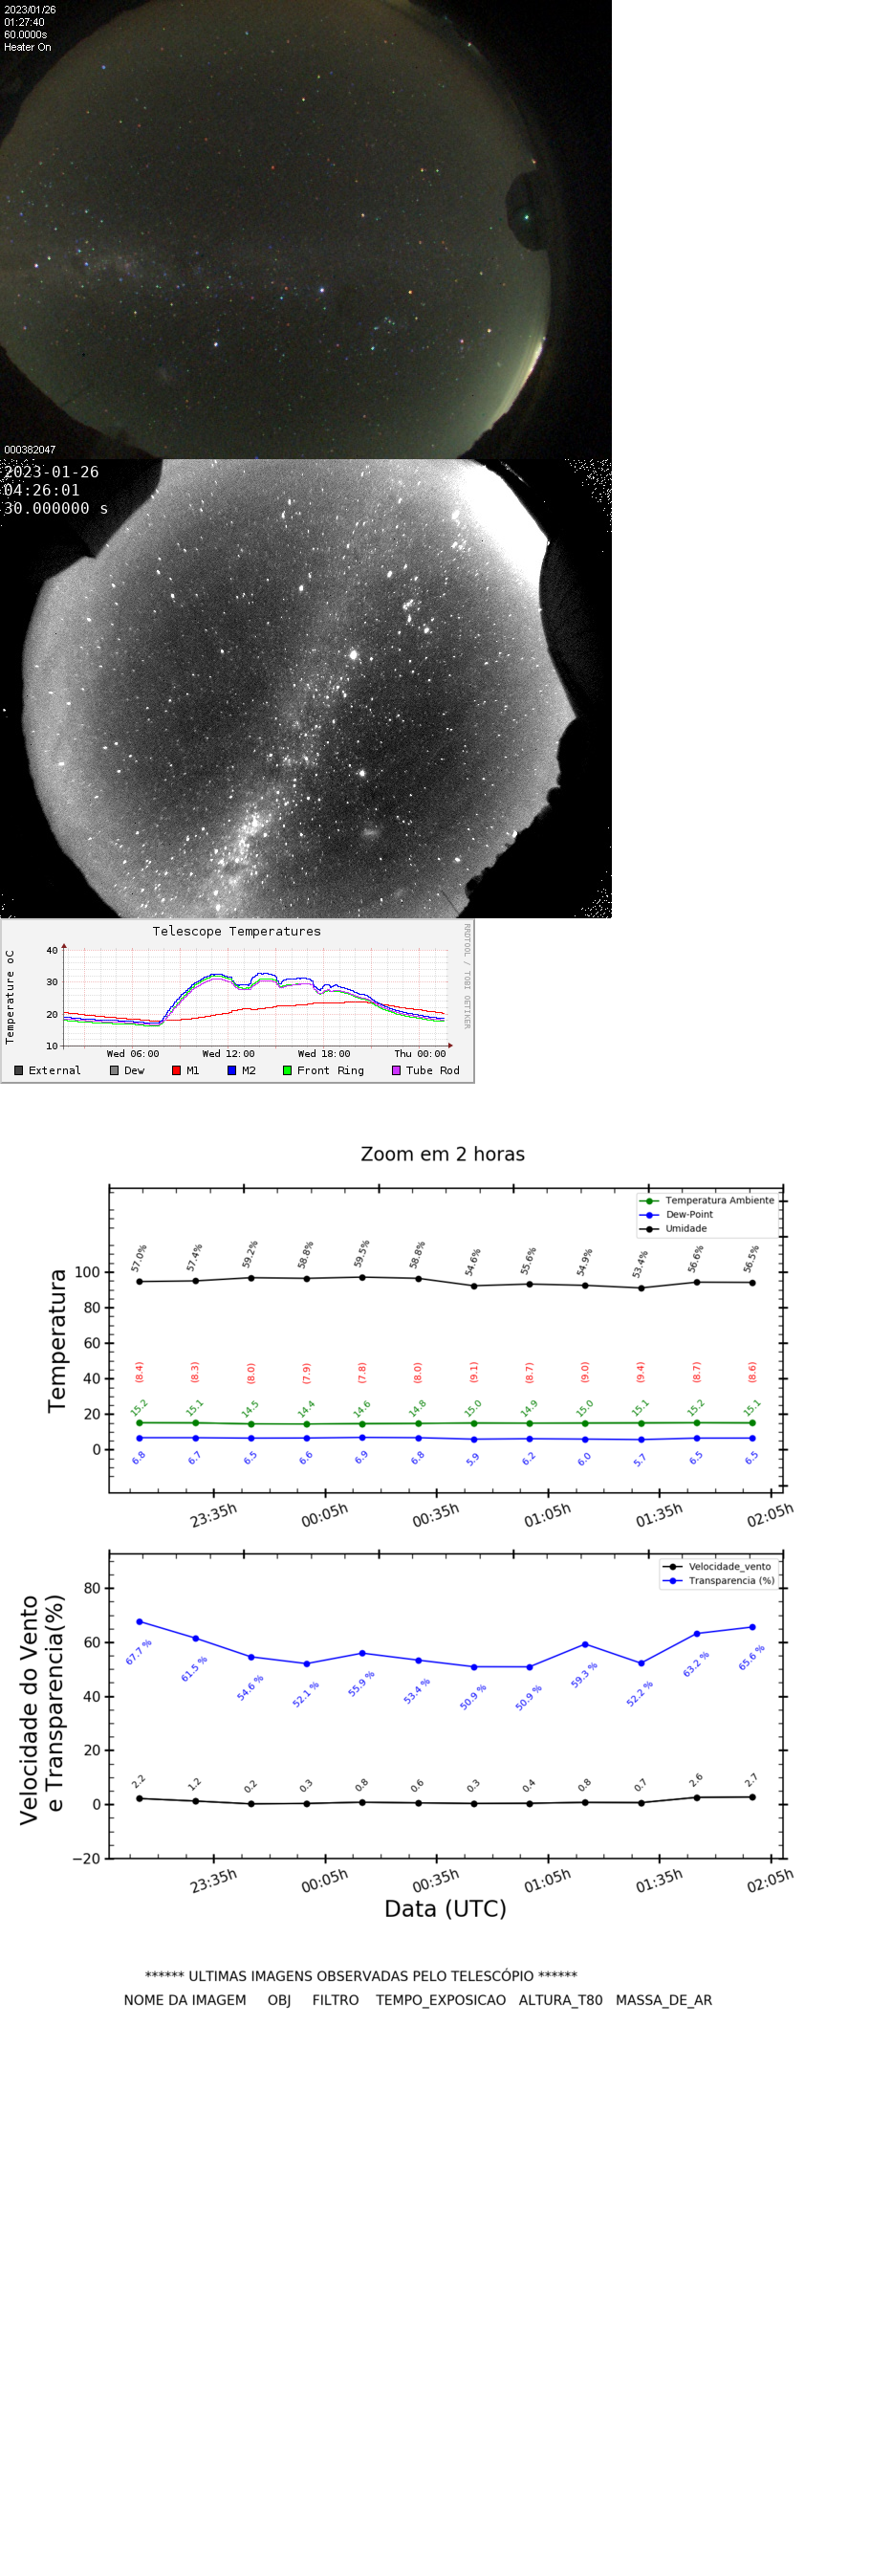 2023/01/26
01:27:40
60.0000s
Heater On
000382047
2023-01-26
04:26:01
30.000000 s
Telescope Temperatures
RRDTOOL / TOBI OETIKER
Temperature oC
40
30
20
10
Wed 06:00 Wed 12:00 Wed 18:00 Thu 00:00
External Dew M1 M2 Front Ring Tube Rod
Zoom em 2 horas
Temperatura Ambiente
Dew-Point
Umidade
Temperatura
57.0% 57.4% 59.2% 58.8% 59.5% 58.8% 54.6% 55.6% 54.9% 53.4% 56.6% 56.5%
100
80
60
40
20
0
(8.4) (8.3) (8.0) (7.9) (7.8) (8.0) (9.1) (8.7) (9.0) (9.4) (8.7) (8.6)
15.2 15.1 14.5 14.4 14.6 14.8 15.0 14.9 15.0 15.1 15.2 15.1
6.8 6.7 6.5 6.6 6.9 6.8 5.9 6.2 6.0 5.7 6.5 6.5
23:35h 00:05h 00:35h 01:05h 01:35h 02:05h
Velocidade_vento
Transparencia (%)
Velocidade do Vento
e Transparencia(%)
80
60
40
20
0
−20
67.7 % 61.5 % 54.6 % 52.1 % 55.9 % 53.4 % 50.9 % 50.9 % 59.3 % 52.2 % 63.2 % 65.6 %
2.2 1.2 0.2 0.3 0.8 0.6 0.3 0.4 0.8 0.7 2.6 2.7
23:35h 00:05h 00:35h 01:05h 01:35h 02:05h
Data (UTC)
****** ULTIMAS IMAGENS OBSERVADAS PELO TELESCÓPIO ******
NOME DA IMAGEM OBJ FILTRO TEMPO_EXPOSICAO ALTURA_T80 MASSA_DE_AR